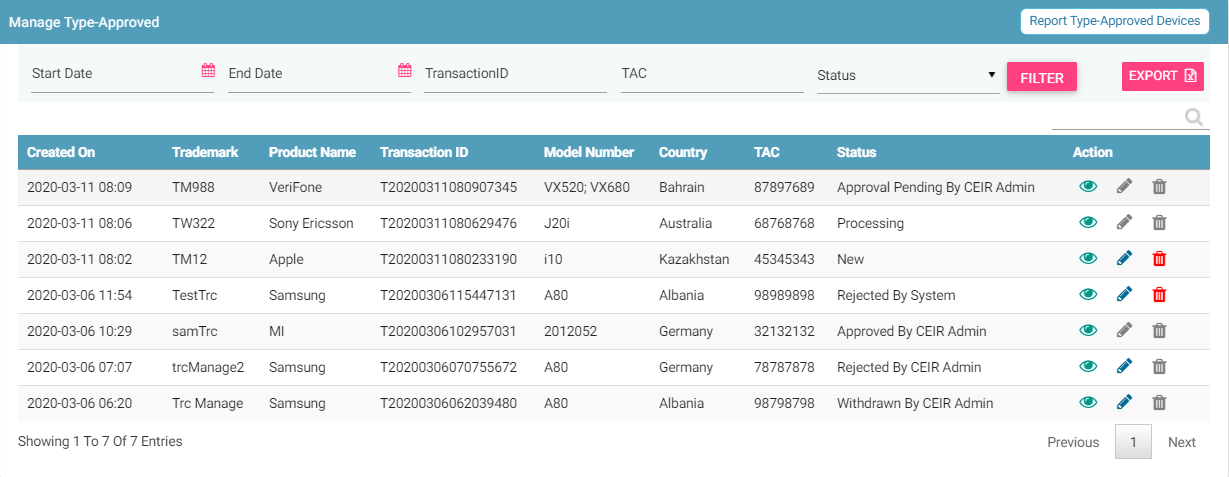 Manage Type-Approved Report Type-Approved Devices
Start Date End Date TransactionID TAC Status FILTER EXPORT
Created On Trademark Product Name Transaction ID Model Number Country TAC Status Action
2020-03-11 08:09 TM988 VeriFone T20200311080907345 VX520; VX680 Bahrain 87897689 Approval Pending By CEIR Admin
2020-03-11 08:06 TW322 Sony Ericsson T20200311080629476 J20i Australia 68768768 Processing
2020-03-11 08:02 TM12 Apple T20200311080233190 i10 Kazakhstan 45345343 New
2020-03-06 11:54 TestTrc Samsung T20200306115447131 A80 Albania 98989898 Rejected By System
2020-03-06 10:29 samTrc MI T20200306102957031 2012052 Germany 32132132 Approved By CEIR Admin
2020-03-06 07:07 trcManage2 Samsung T20200306070755672 A80 Germany 78787878 Rejected By CEIR Admin
2020-03-06 06:20 Trc Manage Samsung T20200306062039480 A80 Albania 98798798 Withdrawn By CEIR Admin
Showing 1 To 7 Of 7 Entries Previous 1 Next